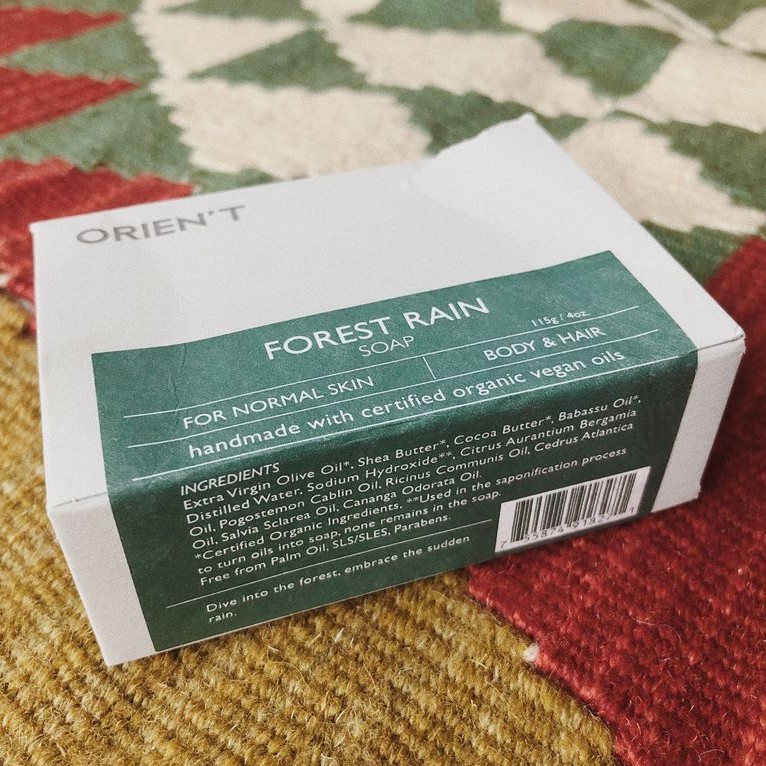 ORIEN'T
FOREST RAIN
SOAP
115g / 4oz
FOR NORMAL SKIN
BODY & HAIR
handmade with certified organic vegan oils
INGREDIENTS
Extra Virgin Olive Oil*, Shea Butter*, Cocoa Butter*, Babassu Oil*,
Distilled Water, Sodium Hydroxide**, Citrus Aurantium Bergamia
Oil, Pogostemon Cablin Oil, Ricinus Communis Oil, Cedrus Atlantica
Oil, Salvia Sclarea Oil, Cananga Odorata Oil.
*Certified Organic Ingredients. **Used in the saponification process
to turn oils into soap, none remains in the soap.
Free from Palm Oil, SLS/SLES, Parabens.
Dive into the forest, embrace the sudden
rain.